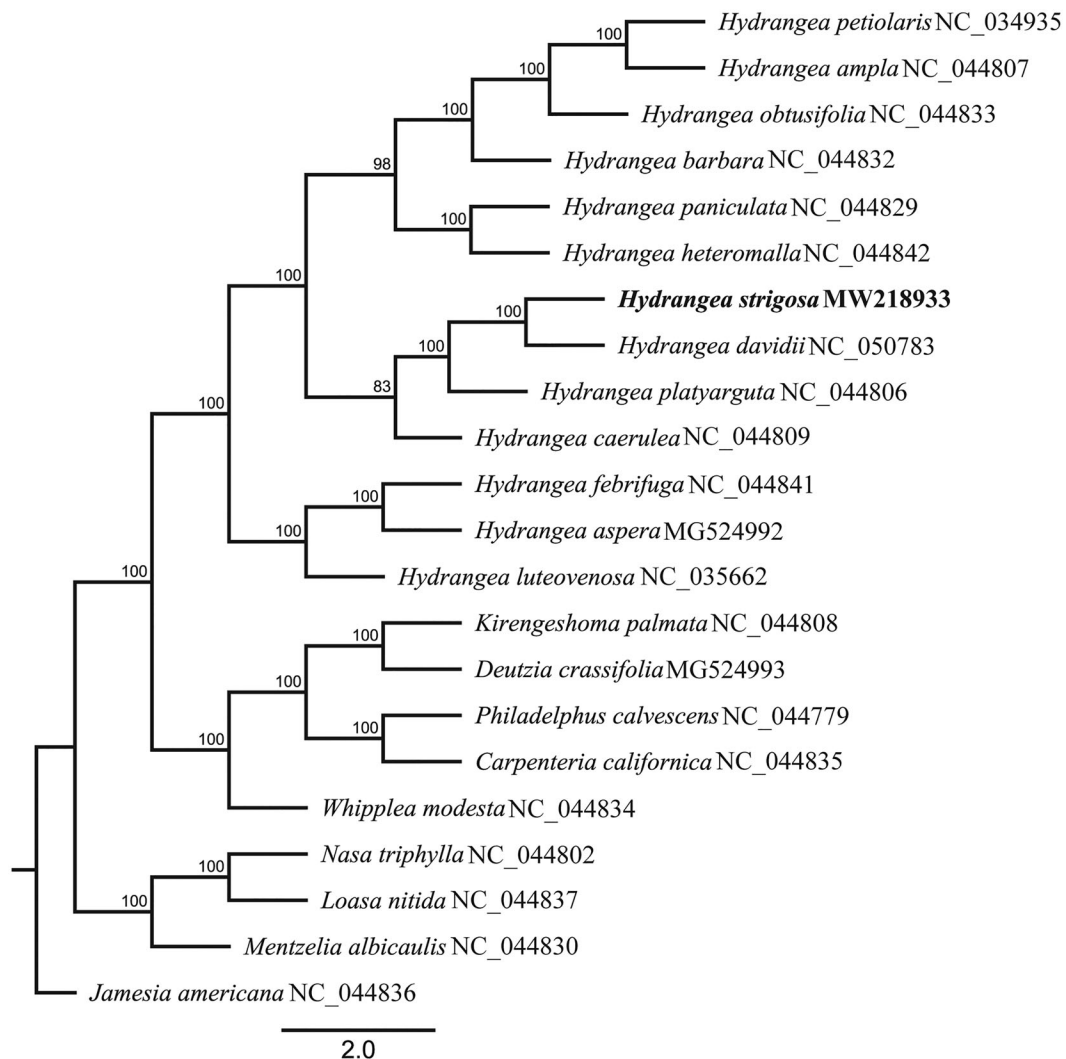 Hydrangea petiolaris NC_034935
100
Hydrangea ampla NC_044807
100
Hydrangea obtusifolia NC_044833
100
Hydrangea barbara NC_044832
98
Hydrangea paniculata NC_044829
100
Hydrangea heteromalla NC_044842
100
Hydrangea strigosa MW218933
100
Hydrangea davidii NC_050783
100
Hydrangea platyarguta NC_044806
83
Hydrangea caerulea NC_044809
100
Hydrangea febrifuga NC_044841
100
Hydrangea aspera MG524992
100
Hydrangea luteovenosa NC_035662
100
Kirengeshoma palmata NC_044808
100
Deutzia crassifolia MG524993
100
Philadelphus calvescens NC_044779
100
Carpenteria californica NC_044835
100
Whipplea modesta NC_044834
Nasa triphylla NC_044802
100
Loasa nitida NC_044837
100
Mentzelia albicaulis NC_044830
Jamesia americana NC_044836
2.0